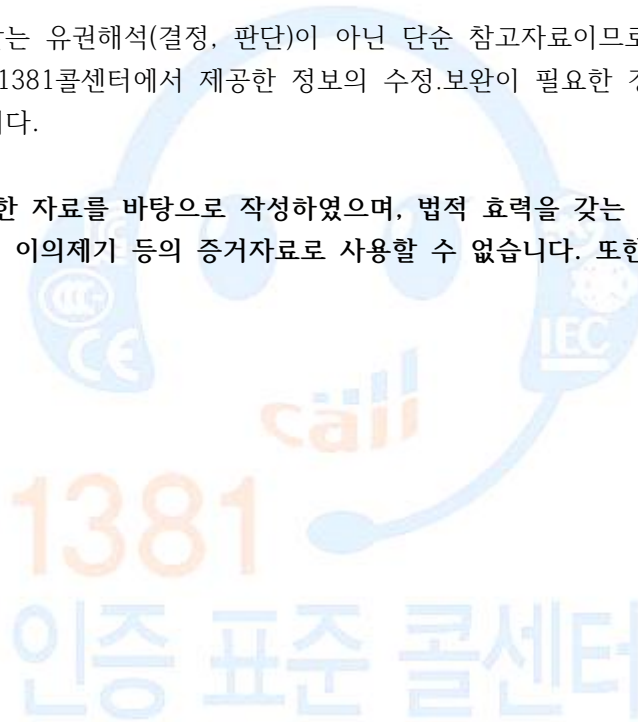 는 유권해석(결정, 판단)이 아닌 단순 참고자료이므로
1381콜센터에서 제공한 정보의 수정.보완이 필요한
니다.
한 자료를 바탕으로 작성하였으며, 법적 효력을 갖는
이의제기 등의 증거자료로 사용할 수 없습니다. 또한
CCC
CE
IEC
call
1381
인증 표준 콜센터